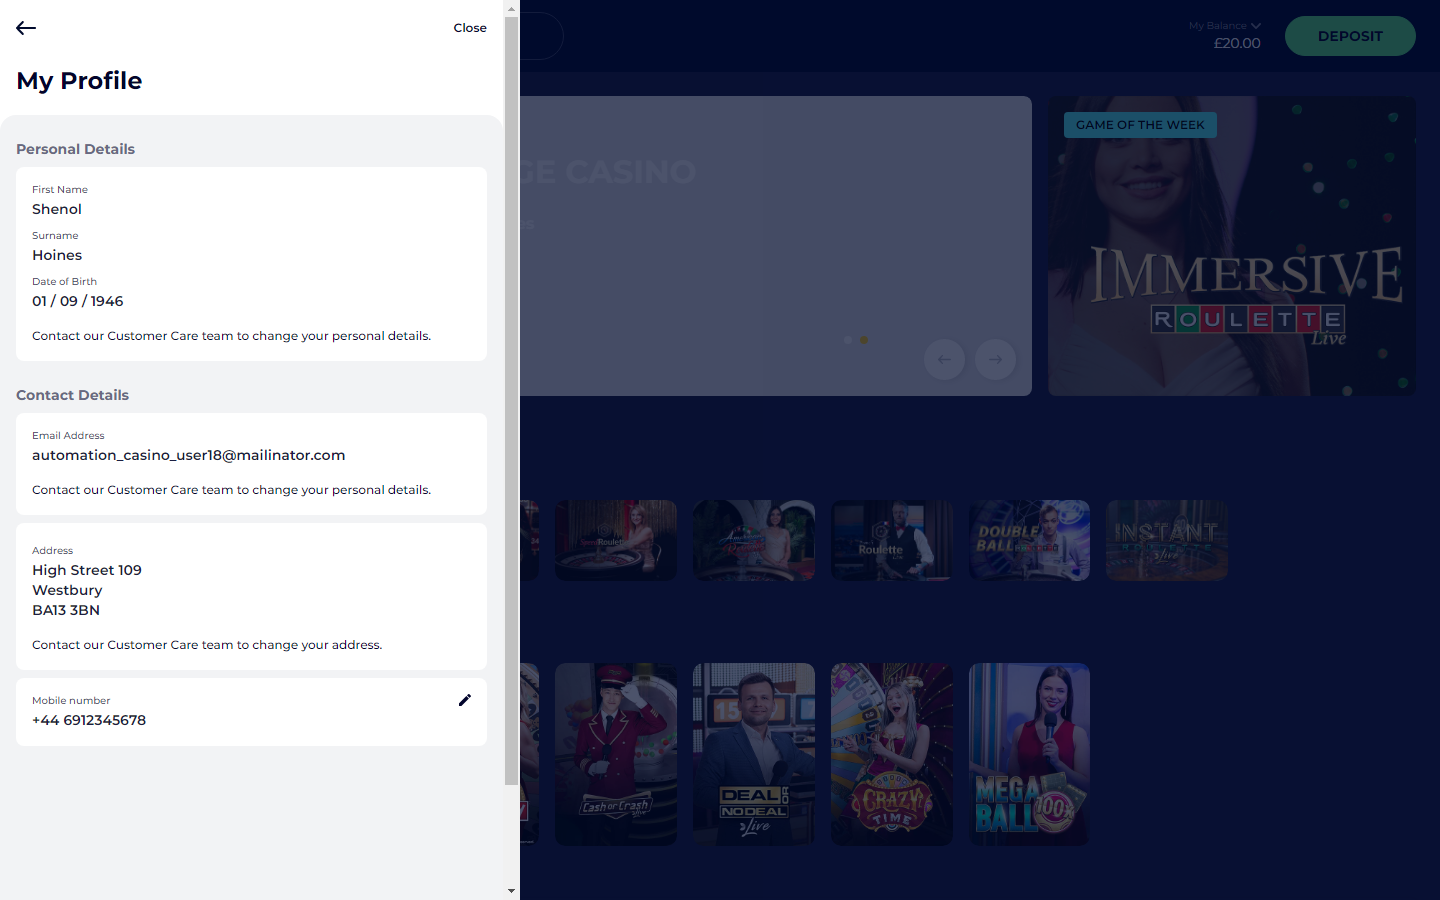 Close
My Profile
Personal Details
First Name
Shenol
Surname
Hoines
Date of Birth
01 / 09 / 1946
Contact our Customer Care team to change your personal details.
Contact Details
Email Address
automation_casino_user18@mailinator.com
Contact our Customer Care team to change your personal details.
Address
High Street 109
Westbury
BA13 3BN
Contact our Customer Care team to change your address.
Mobile number
+44 6912345678
My Balance
£20.00
DEPOSIT
GE CASINO
es
GAME OF THE WEEK
IMMERSIVE
ROULETTE
Live
Roulette
American
Roulette
Roulette
DOUBLE
BALL
INSTANT
Live
Cash or Crash
DEAL OR
NO DEAL
Live
CRAZY
TIME
MEGA
BALL
100x